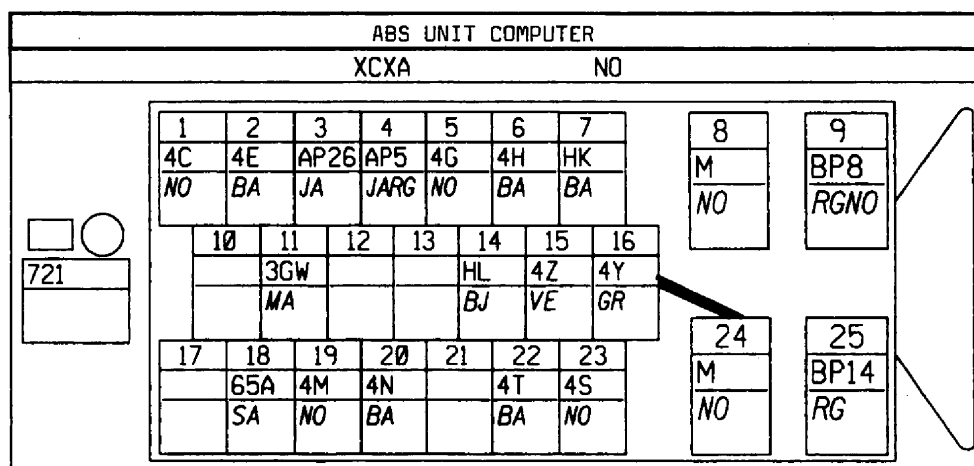 ABS UNIT COMPUTER
XCXA NO
1 2 3 4 5 6 7 8 9
4C 4E AP26 AP5 4G 4H HK M BP8
NO BA JA JARG NO BA BA NO RGNO
10 11 12 13 14 15 16
721 3GW HL 4Z 4Y
MA BJ VE GR
17 18 19 20 21 22 23 24 25
65A 4M 4N 4T 4S M BP14
SA NO BA BA NO NO RG